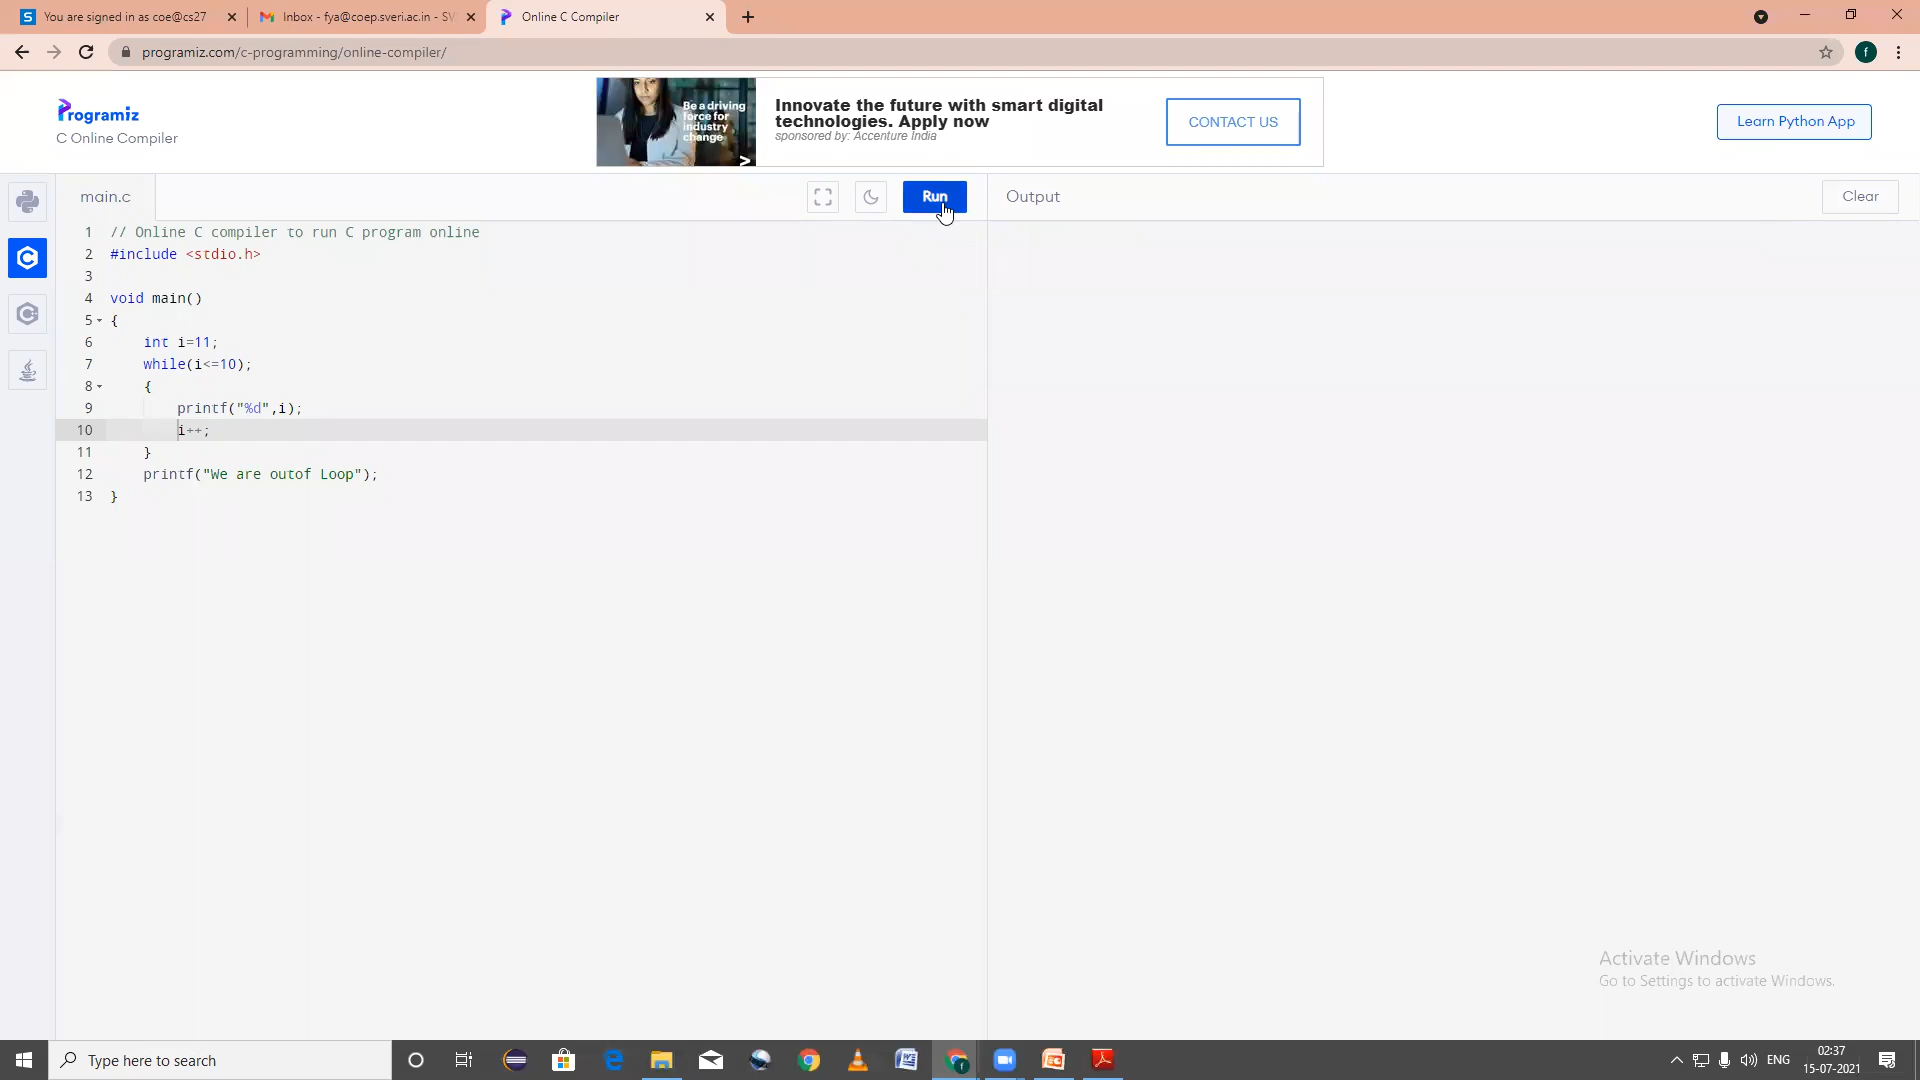 You are signed in as coe@cs27
Inbox - fya@coep.sveri.ac.in - SV
Online C Compiler
programiz.com/c-programming/online-compiler/
f
Programiz
C Online Compiler
Be a driving
force for
industry
change
>
Innovate the future with smart digital
technologies. Apply now
sponsored by: Accenture India
CONTACT US
Learn Python App
main.c
Run
Output
Clear
1 // Online C compiler to run C program online
2 #include <stdio.h>
3
4 void main()
5 {
6 int i=11;
7 while(i<=10);
8 {
9 printf("%d",i);
10 i++;
11 }
12 printf("We are outof Loop");
13 }
Activate Windows
Go to Settings to activate Windows.
Type here to search
ENG
02:37
15-07-2021